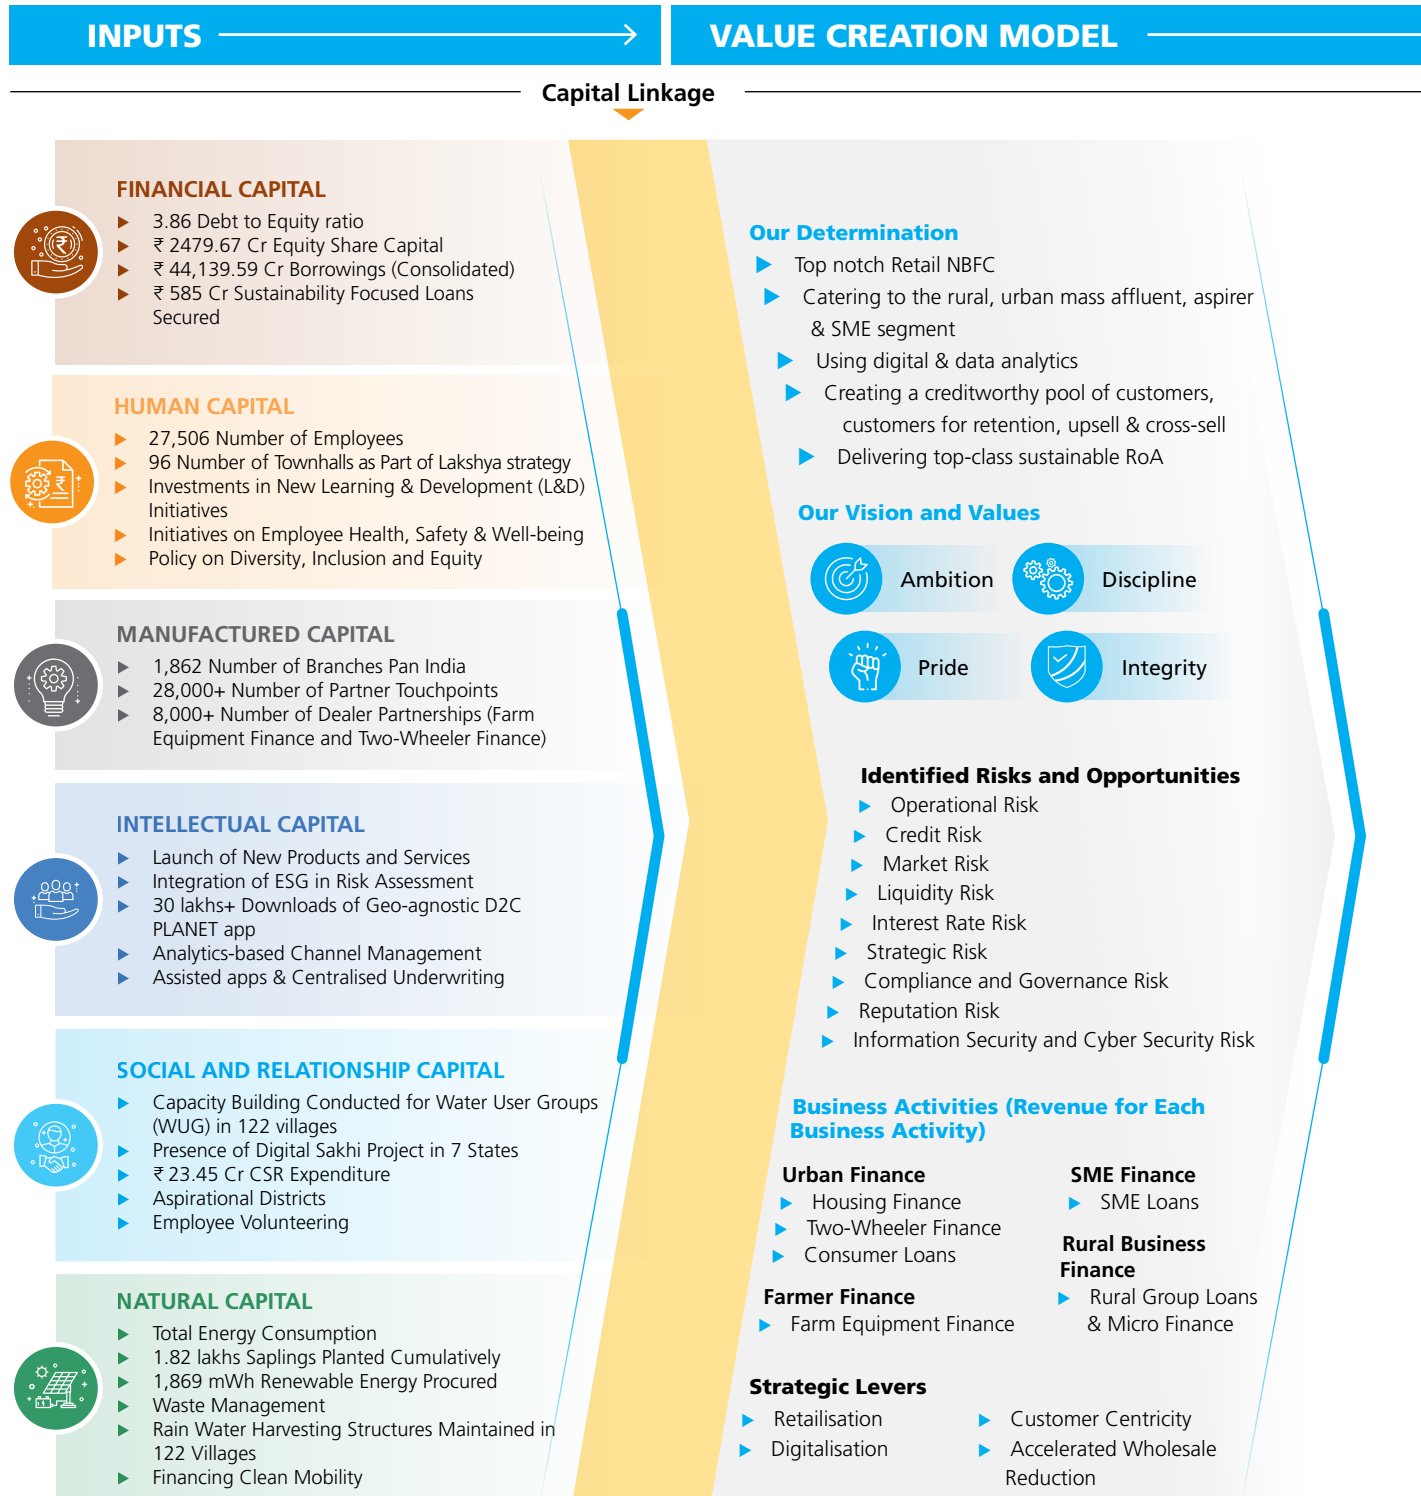 INPUTS
VALUE CREATION MODEL
Capital Linkage
FINANCIAL CAPITAL
3.86 Debt to Equity ratio
₹ 2479.67 Cr Equity Share Capital
₹ 44,139.59 Cr Borrowings (Consolidated)
₹ 585 Cr Sustainability Focused Loans
Secured
HUMAN CAPITAL
27,506 Number of Employees
96 Number of Townhalls as Part of Lakshya strategy
Investments in New Learning & Development (L&D)
Initiatives
Initiatives on Employee Health, Safety & Well-being
Policy on Diversity, Inclusion and Equity
MANUFACTURED CAPITAL
1,862 Number of Branches Pan India
28,000+ Number of Partner Touchpoints
8,000+ Number of Dealer Partnerships (Farm
Equipment Finance and Two-Wheeler Finance)
INTELLECTUAL CAPITAL
Launch of New Products and Services
Integration of ESG in Risk Assessment
30 lakhs+ Downloads of Geo-agnostic D2C
PLANET app
Analytics-based Channel Management
Assisted apps & Centralised Underwriting
SOCIAL AND RELATIONSHIP CAPITAL
Capacity Building Conducted for Water User Groups
(WUG) in 122 villages
Presence of Digital Sakhi Project in 7 States
₹ 23.45 Cr CSR Expenditure
Aspirational Districts
Employee Volunteering
NATURAL CAPITAL
Total Energy Consumption
1.82 lakhs Saplings Planted Cumulatively
1,869 mWh Renewable Energy Procured
Waste Management
Rain Water Harvesting Structures Maintained in
122 Villages
Financing Clean Mobility
Our Determination
Top notch Retail NBFC
Catering to the rural, urban mass affluent, aspirer
& SME segment
Using digital & data analytics
Creating a creditworthy pool of customers,
customers for retention, upsell & cross-sell
Delivering top-class sustainable RoA
Our Vision and Values
Ambition
Discipline
Pride
Integrity
Identified Risks and Opportunities
Operational Risk
Credit Risk
Market Risk
Liquidity Risk
Interest Rate Risk
Strategic Risk
Compliance and Governance Risk
Reputation Risk
Information Security and Cyber Security Risk
Business Activities (Revenue for Each
Business Activity)
Urban Finance
Housing Finance
Two-Wheeler Finance
Consumer Loans
Farmer Finance
Farm Equipment Finance
SME Finance
SME Loans
Rural Business
Finance
Rural Group Loans
& Micro Finance
Strategic Levers
Retailisation
Digitalisation
Customer Centricity
Accelerated Wholesale
Reduction